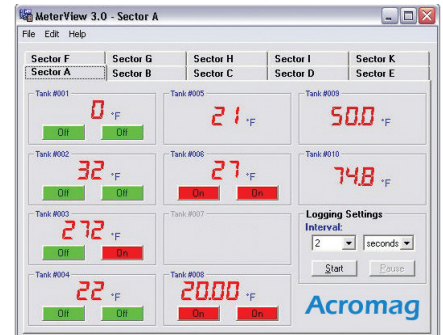 MeterView 3.0 - Sector A
File Edit Help
Sector F Sector G Sector H Sector I Sector K
Sector A Sector B Sector C Sector D Sector E
Tank #001 Tank #005 Tank #009
0 °F 21 °F 50.0 °F
Off Off
Tank #002 Tank #006 Tank #010
32 °F 27 °F 74.8 °F
Off Off On On
Tank #003 Tank #007 Logging Settings
272 °F Interval:
Off On 2 seconds
Start Pause
Tank #004 Tank #008
22 °F 20.00 °F
Off Off On On
Acromag